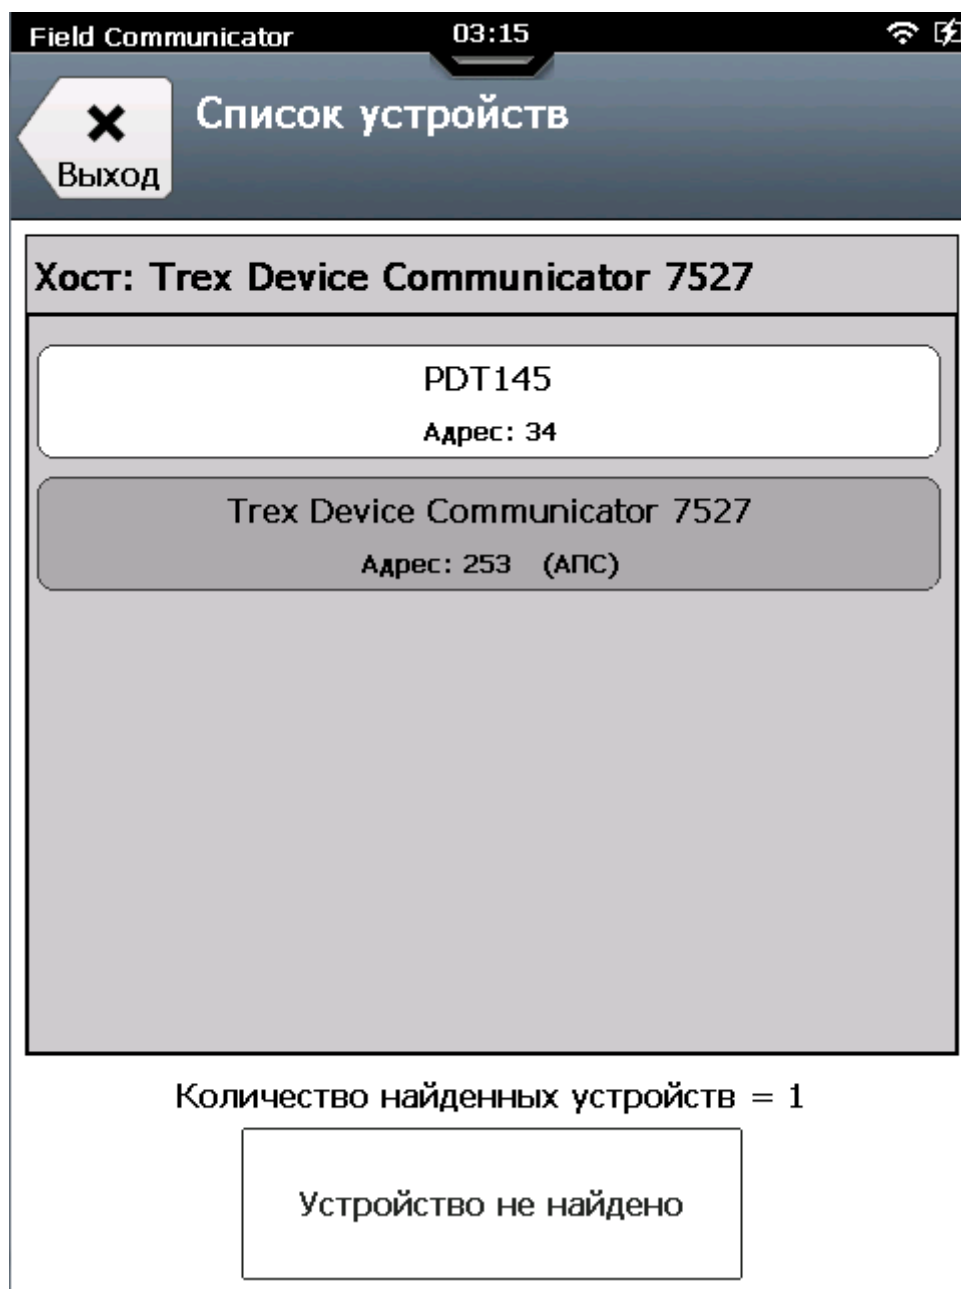 Field Communicator
03:15
Список устройств
Выход
Хост: Trex Device Communicator 7527
PDT145
Адрес: 34
Trex Device Communicator 7527
Адрес: 253 (АПС)
Количество найденных устройств = 1
Устройство не найдено